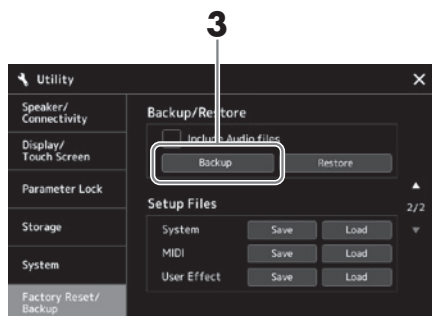 3
Utility
Speaker/
Connectivity
Display/
Touch Screen
Parameter Lock
Storage
System
Factory Reset/
Backup
Backup/Restore
Include Audio files
Backup Restore
2/2
Setup Files
System Save Load
MIDI Save Load
User Effect Save Load